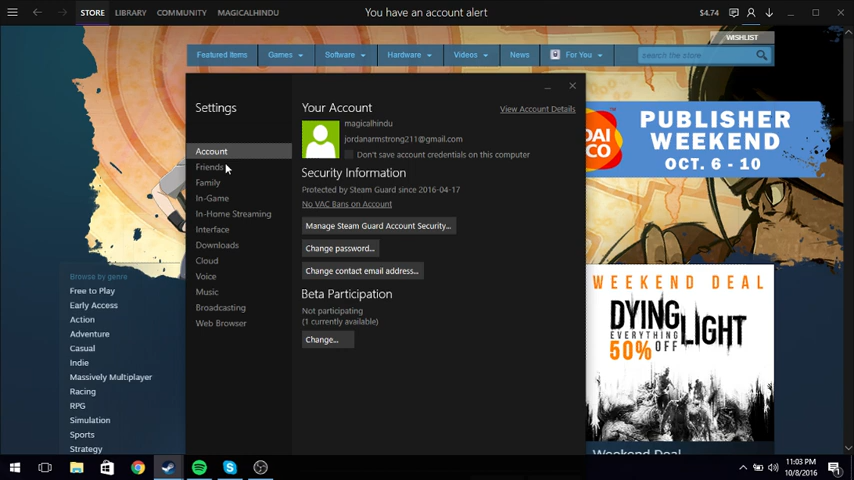 STORE LIBRARY COMMUNITY MAGICALHINDU You have an account alert $4.74
WISHLIST
Featured Items Games Software Hardware Videos News For You search the store
Settings
Account
Friends
Family
In-Game
In-Home Streaming
Interface
Downloads
Cloud
Voice
Music
Broadcasting
Web Browser
Your Account
View Account Details
magicalhindu
jordanarmstrong211@gmail.com
Don't save account credentials on this computer
Security Information
Protected by Steam Guard since 2016-04-17
No VAC Bans on Account
Manage Steam Guard Account Security...
Change password...
Change contact email address...
Beta Participation
Not participating
(1 currently available)
Change...
PUBLISHER
WEEKEND
OCT. 6 - 10
WEEKEND DEAL
DYING
LIGHT
EVERYTHING
50% OFF
Weekend Deal
Browse by genre
Free to Play
Early Access
Action
Adventure
Casual
Indie
Massively Multiplayer
Racing
RPG
Simulation
Sports
Strategy
11:03 PM
10/8/2016